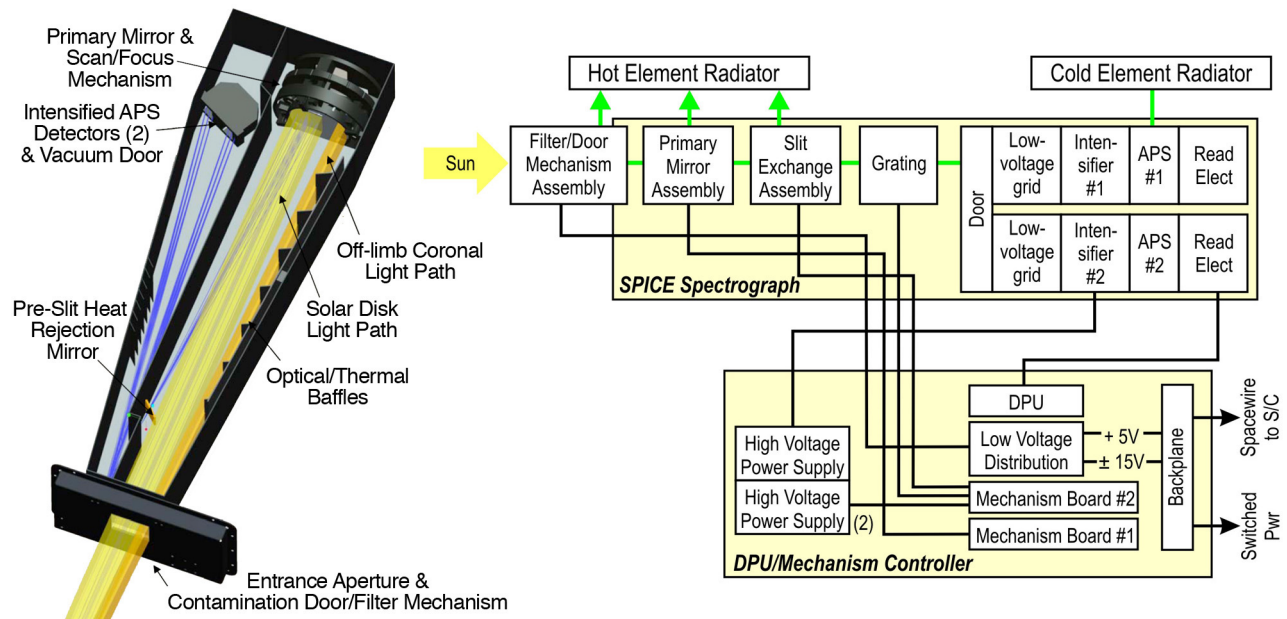 Primary Mirror &
Scan/Focus
Mechanism
Intensified APS
Detectors (2)
& Vacuum Door
Off-limb Coronal
Light Path
Solar Disk
Light Path
Pre-Slit Heat
Rejection
Mirror
Optical/Thermal
Baffles
Entrance Aperture &
Contamination Door/Filter Mechanism
Hot Element Radiator
Cold Element Radiator
Sun
Filter/Door
Mechanism
Assembly
Primary
Mirror
Assembly
Slit
Exchange
Assembly
Grating
Door
Low-
voltage
grid
Inten-
sifier
#1
APS
#1
Read
Elect
Low-
voltage
grid
Inten-
sifier
#2
APS
#2
Read
Elect
SPICE Spectrograph
DPU
High Voltage
Power Supply
High Voltage
Power Supply
(2)
Low Voltage
Distribution
+ 5V
± 15V
Mechanism Board #2
Mechanism Board #1
Backplane
Spacewire
to S/C
Switched
Pwr
DPU/Mechanism Controller